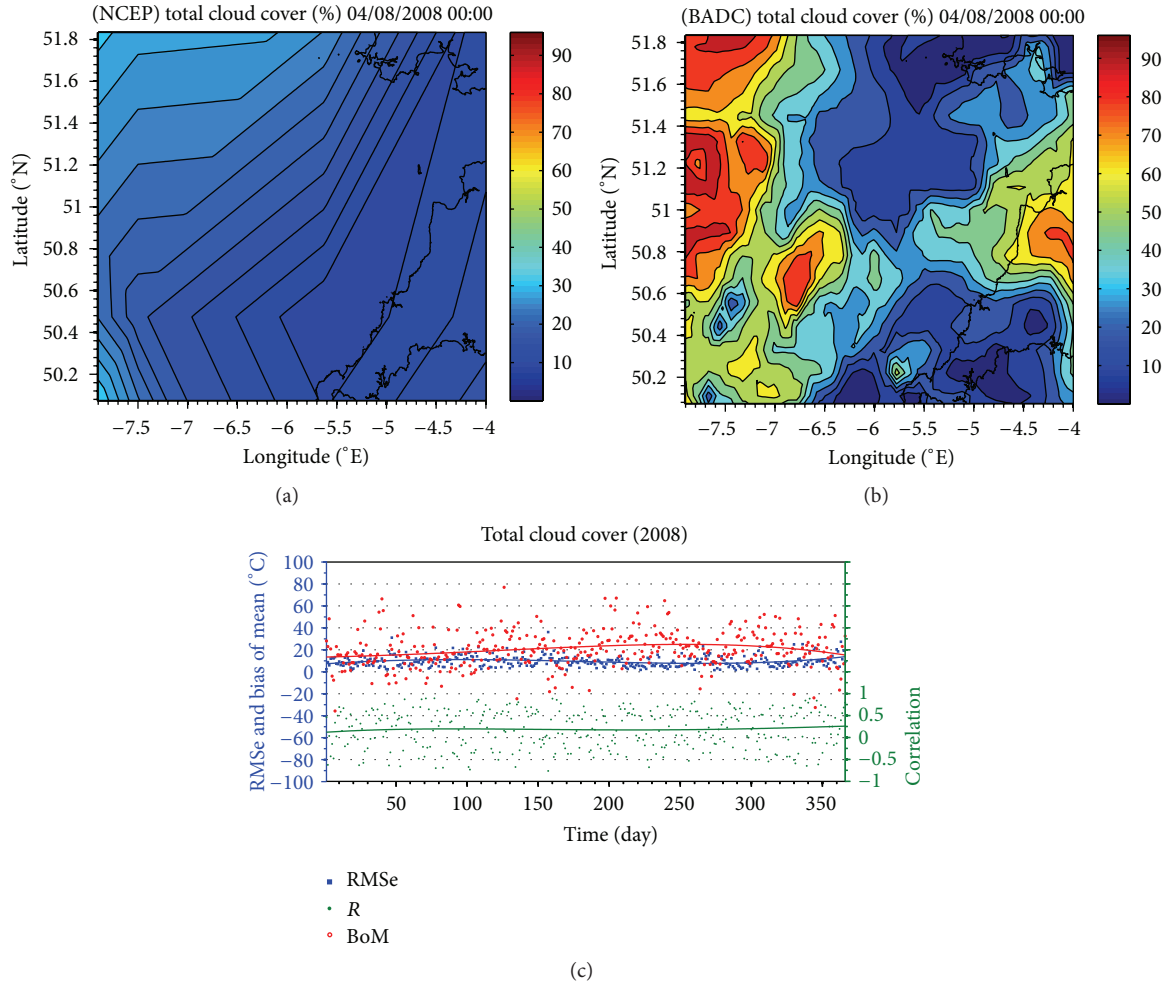 (NCEP) total cloud cover (%) 04/08/2008 00:00
51.8
51.6
51.4
51.2
51
50.8
50.6
50.4
50.2
Latitude (°N)
−7.5 −7 −6.5 −6 −5.5 −5 −4.5 −4
Longitude (°E)
90
80
70
60
50
40
30
20
10
(a)
(BADC) total cloud cover (%) 04/08/2008 00:00
51.8
51.6
51.4
51.2
51
50.8
50.6
50.4
50.2
Latitude (°N)
−7.5 −7 −6.5 −6 −5.5 −5 −4.5 −4
Longitude (°E)
90
80
70
60
50
40
30
20
10
(b)
Total cloud cover (2008)
RMSe and bias of mean (°C)
100
80
60
40
20
0
−20
−40
−60
−80
−100
1
0.5
0
−0.5
−1
Correlation
50 100 150 200 250 300 350
Time (day)
RMSe
R
BoM
(c)